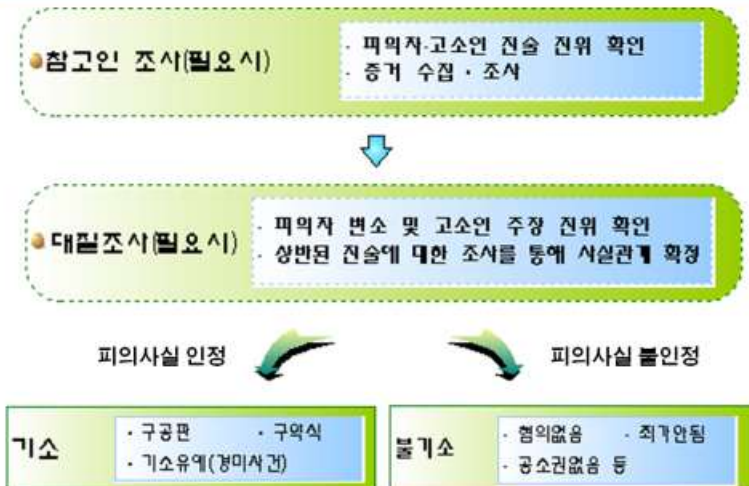 참고인 조사(필요시)
· 피의자·고소인 진술 진위 확인
· 증거 수집 · 조사
대질조사(필요시)
· 피의자 변소 및 고소인 주장 진위 확인
· 상반된 진술에 대한 조사를 통해 사실관계 확정
피의사실 인정
피의사실 불인정
기소
· 구공판 · 구약식
· 기소유예(경미사건)
불기소
· 혐의없음 · 죄가안됨
· 공소권없음 등